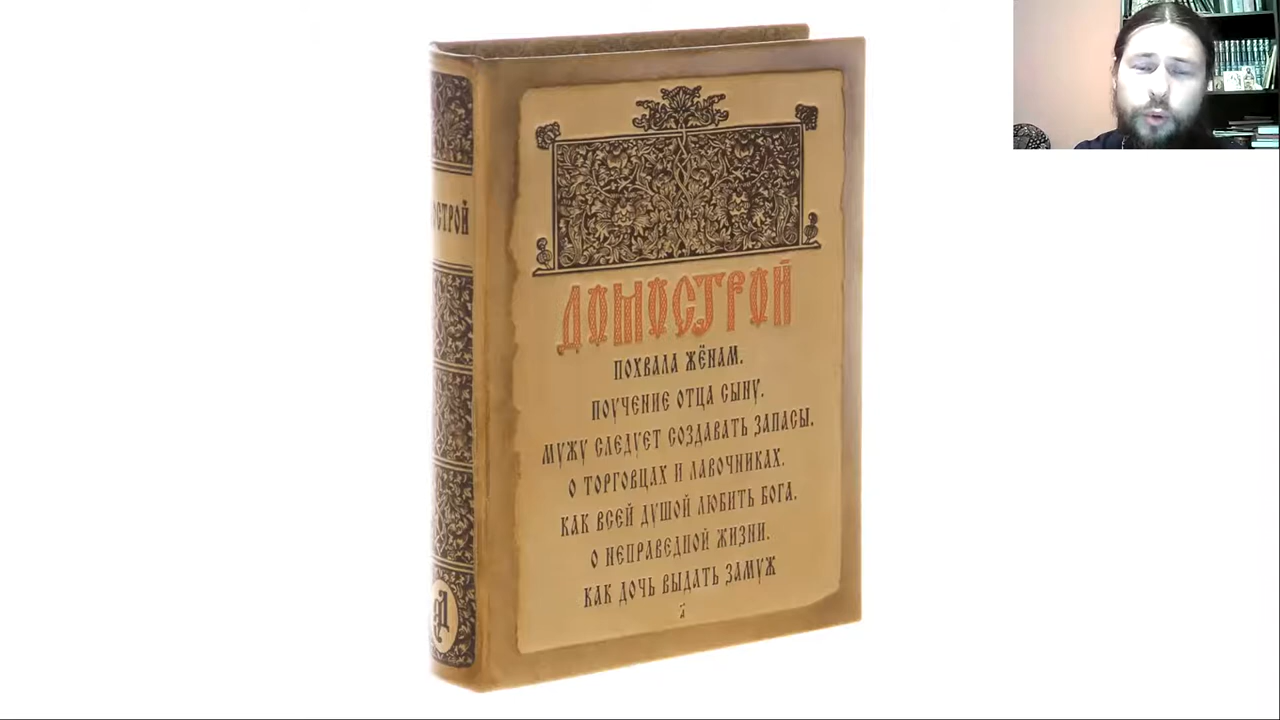 ОСТРОЙ
ДОМОСТРОЙ
ПОХВАЛА ЖЁНАМ.
ПОУЧЕНИЕ ОТЦА СЫНУ.
МУЖУ СЛЕДУЕТ СОЗДАВАТЬ ЗАПАСЫ.
О ТОРГОВЦАХ И ЛАВОЧНИКАХ.
КАК ВСЕЙ ДУШОЙ ЛЮБИТЬ БОГА.
О НЕПРАВЕДНОЙ ЖИЗНИ.
КАК ДОЧЬ ВЫДАТЬ ЗАМУЖ